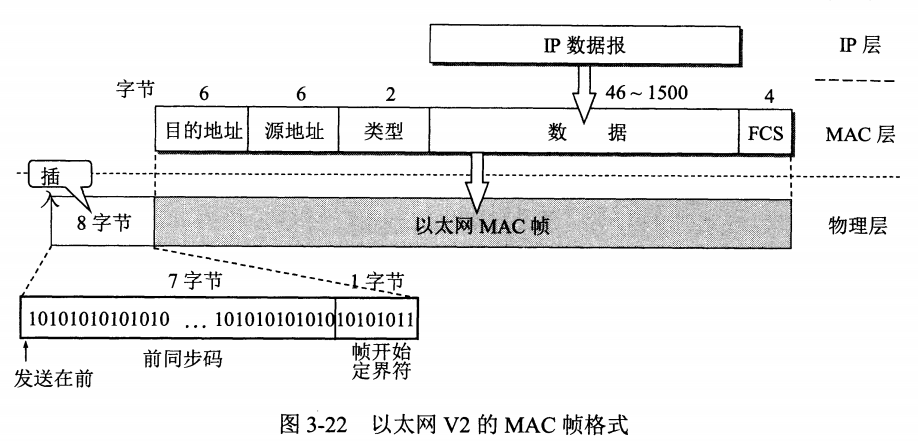 IP 数据报
IP 层
字节
6
6
2
46~1500
4
目的地址
源地址
类型
数 据
FCS
MAC 层
插入
8 字节
以太网 MAC 帧
物理层
7 字节
1 字节
10101010101010 … 101010101010
10101011
发送在前
前同步码
帧开始
定界符
图 3-22 以太网 V2 的 MAC 帧格式